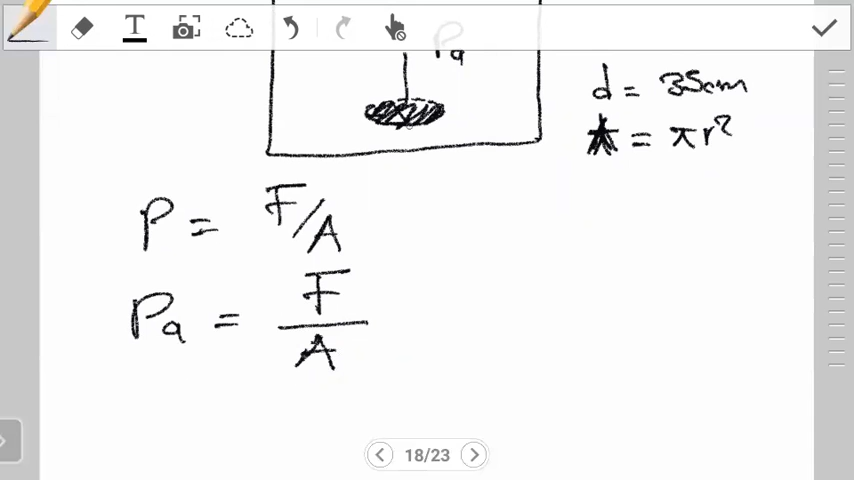 T
Pa
d = 35cm
A = πr²
P = F/A
Pa = F/A
18/23